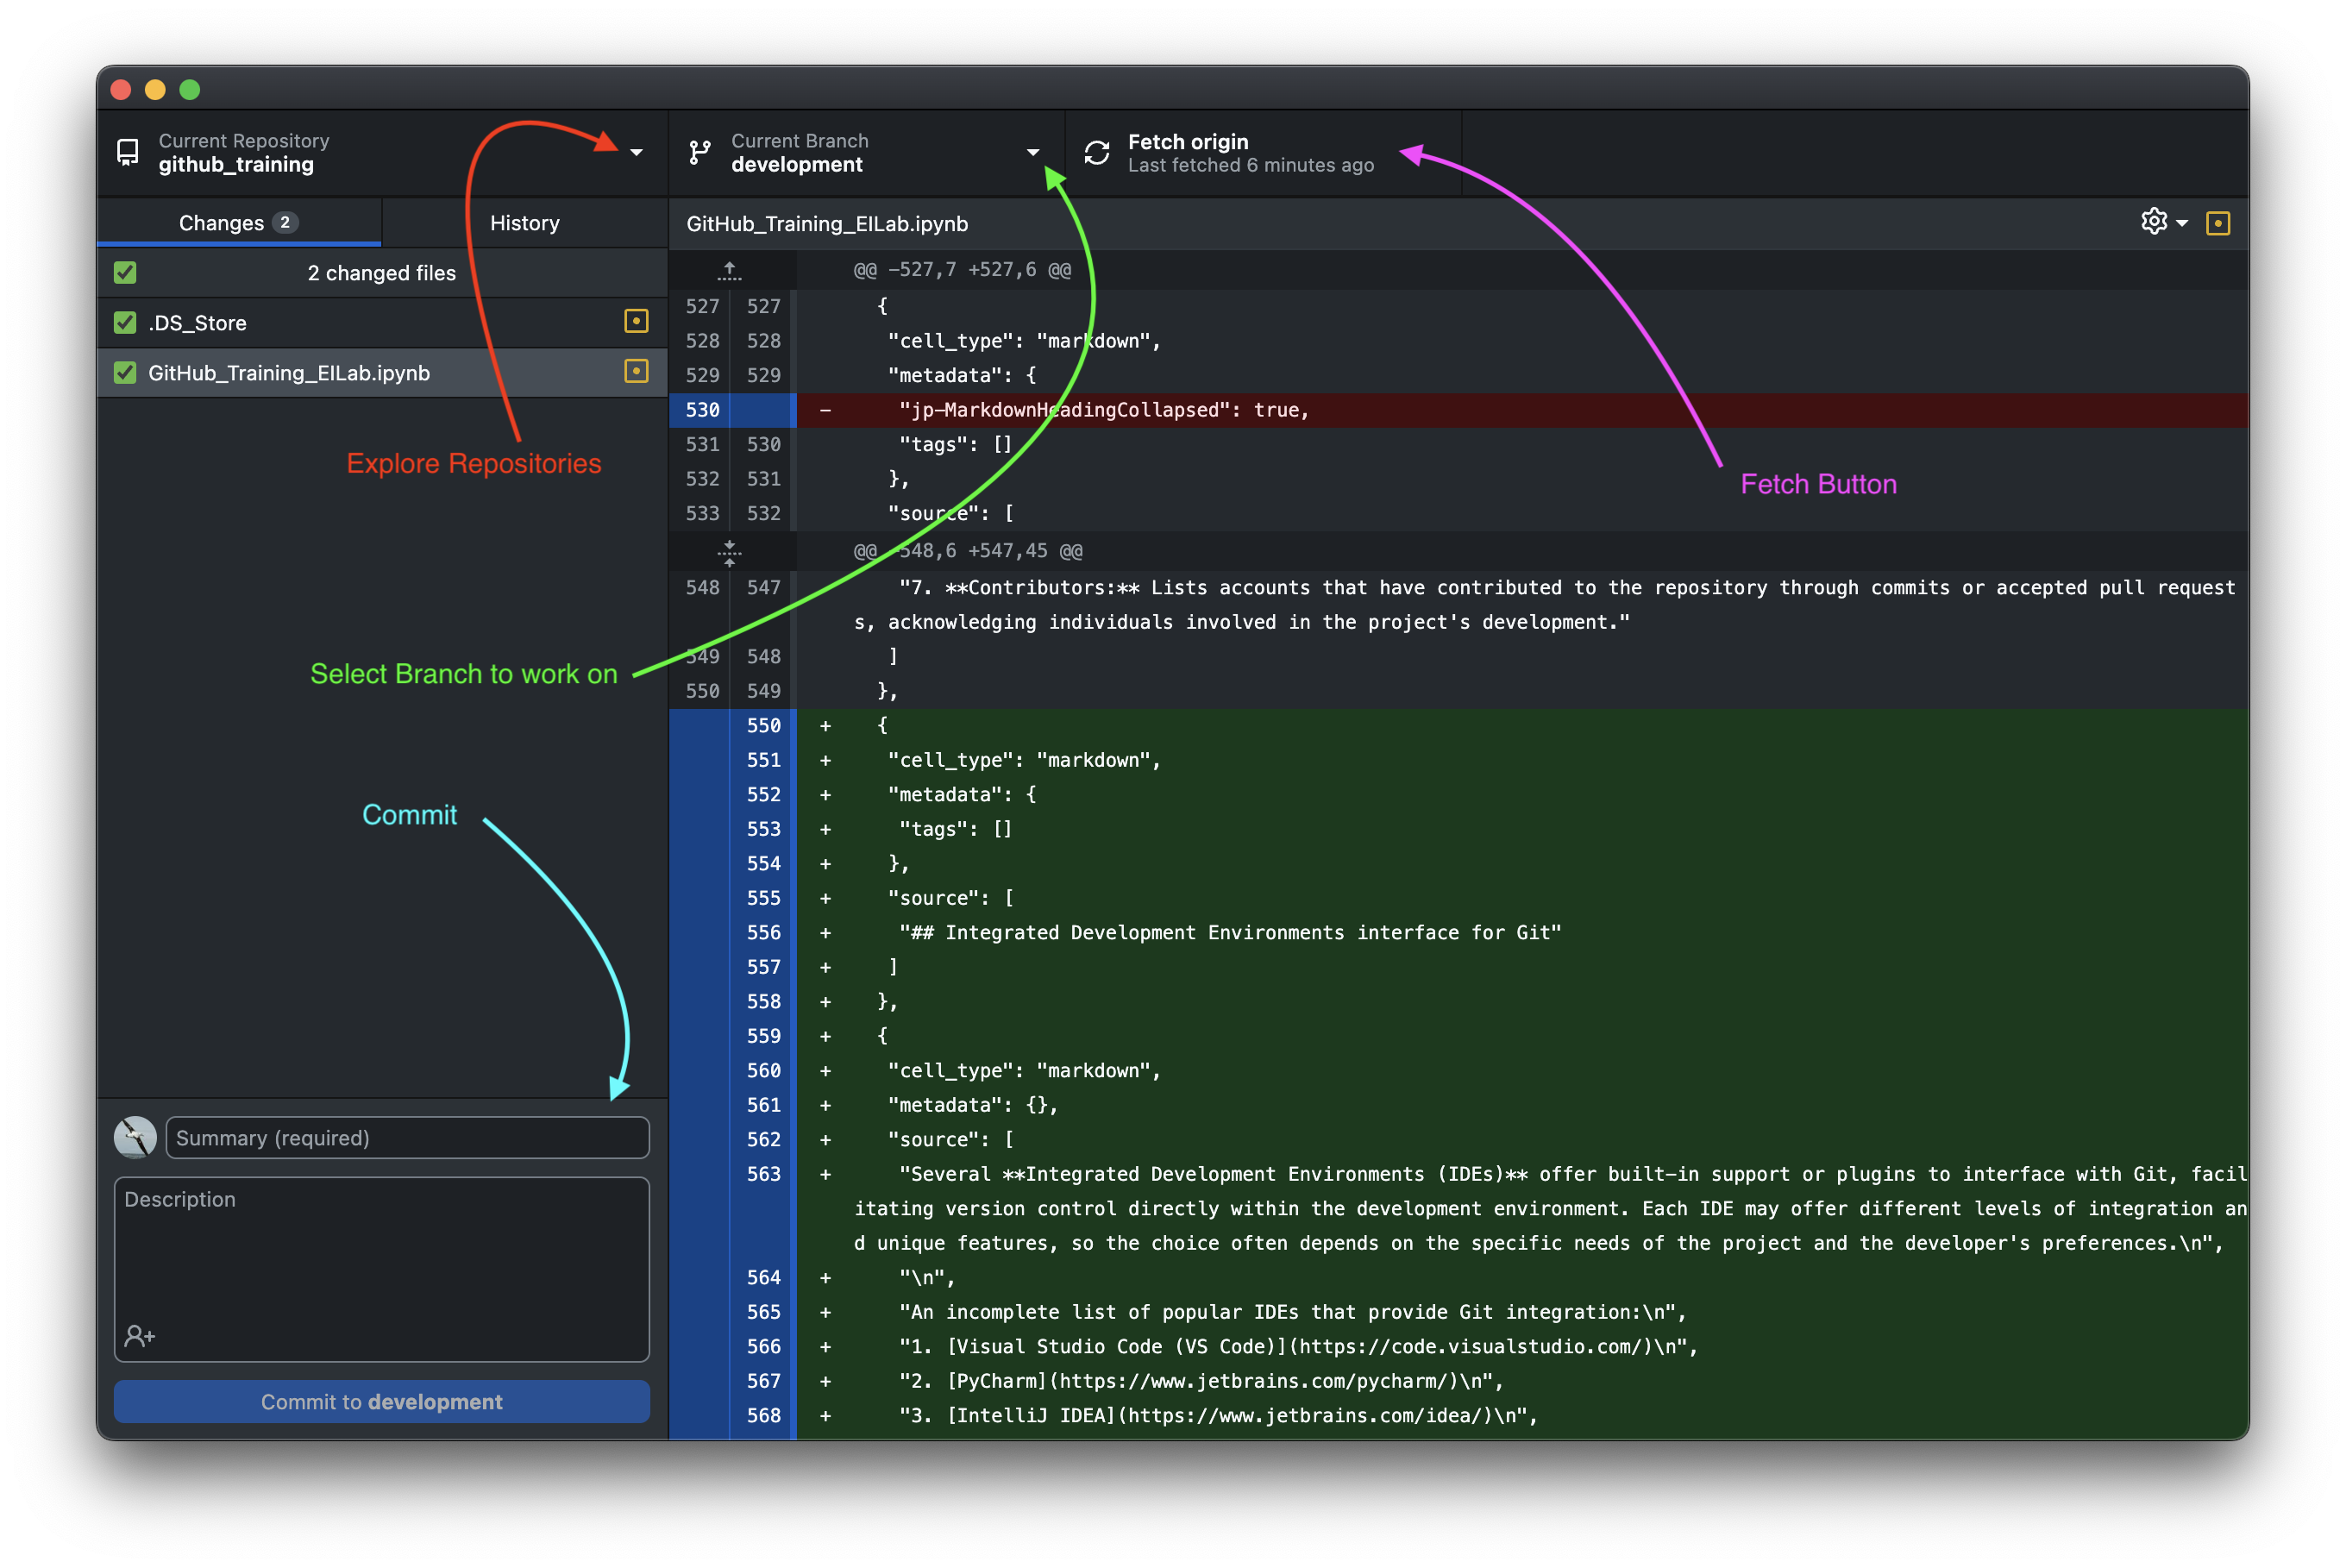 Current Repository
github_training
Current Branch
development
Fetch origin
Last fetched 6 minutes ago
Changes 2
History
GitHub_Training_EILab.ipynb
2 changed files
.DS_Store
GitHub_Training_EILab.ipynb
Explore Repositories
Select Branch to work on
Commit
Fetch Button
Summary (required)
Description
Commit to development
@@ -527,7 +527,6 @@
527 527 {
528 528 "cell_type": "markdown",
529 529 "metadata": {
530 - "jp-MarkdownHeadingCollapsed": true,
531 530 "tags": []
532 531 },
533 532 "source": [
@@ -548,6 +547,45 @@
548 547 "7. **Contributors:** Lists accounts that have contributed to the repository through commits or accepted pull request
s, acknowledging individuals involved in the project's development."
549 548 ]
550 549 },
550 + {
551 + "cell_type": "markdown",
552 + "metadata": {
553 + "tags": []
554 + },
555 + "source": [
556 + "## Integrated Development Environments interface for Git"
557 + ]
558 + },
559 + {
560 + "cell_type": "markdown",
561 + "metadata": {},
562 + "source": [
563 + "Several **Integrated Development Environments (IDEs)** offer built-in support or plugins to interface with Git, facil
itating version control directly within the development environment. Each IDE may offer different levels of integration an
d unique features, so the choice often depends on the specific needs of the project and the developer's preferences.\n",
564 + "\n",
565 + "An incomplete list of popular IDEs that provide Git integration:\n",
566 + "1. [Visual Studio Code (VS Code)](https://code.visualstudio.com/)\n",
567 + "2. [PyCharm](https://www.jetbrains.com/pycharm/)\n",
568 + "3. [IntelliJ IDEA](https://www.jetbrains.com/idea/)\n",